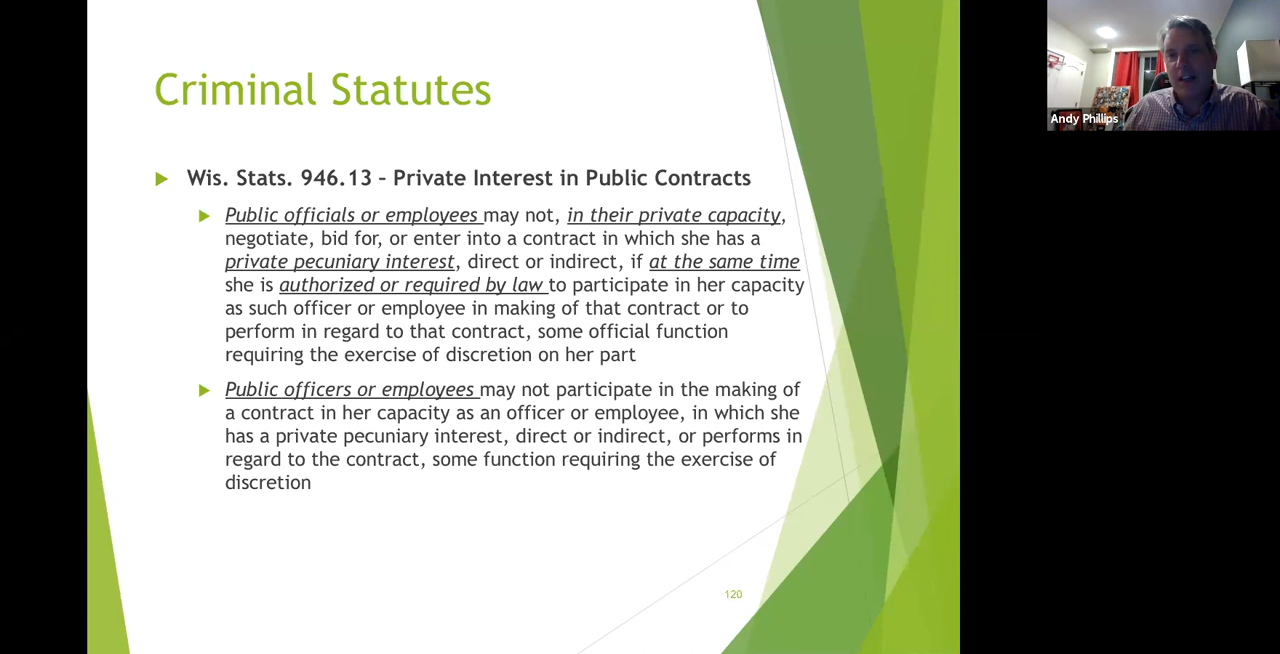 Criminal Statutes
Wis. Stats. 946.13 – Private Interest in Public Contracts
Public officials or employees may not, in their private capacity,
negotiate, bid for, or enter into a contract in which she has a
private pecuniary interest, direct or indirect, if at the same time
she is authorized or required by law to participate in her capacity
as such officer or employee in making of that contract or to
perform in regard to that contract, some official function
requiring the exercise of discretion on her part
Public officers or employees may not participate in the making of
a contract in her capacity as an officer or employee, in which she
has a private pecuniary interest, direct or indirect, or performs in
regard to the contract, some function requiring the exercise of
discretion
120
Andy Phillips